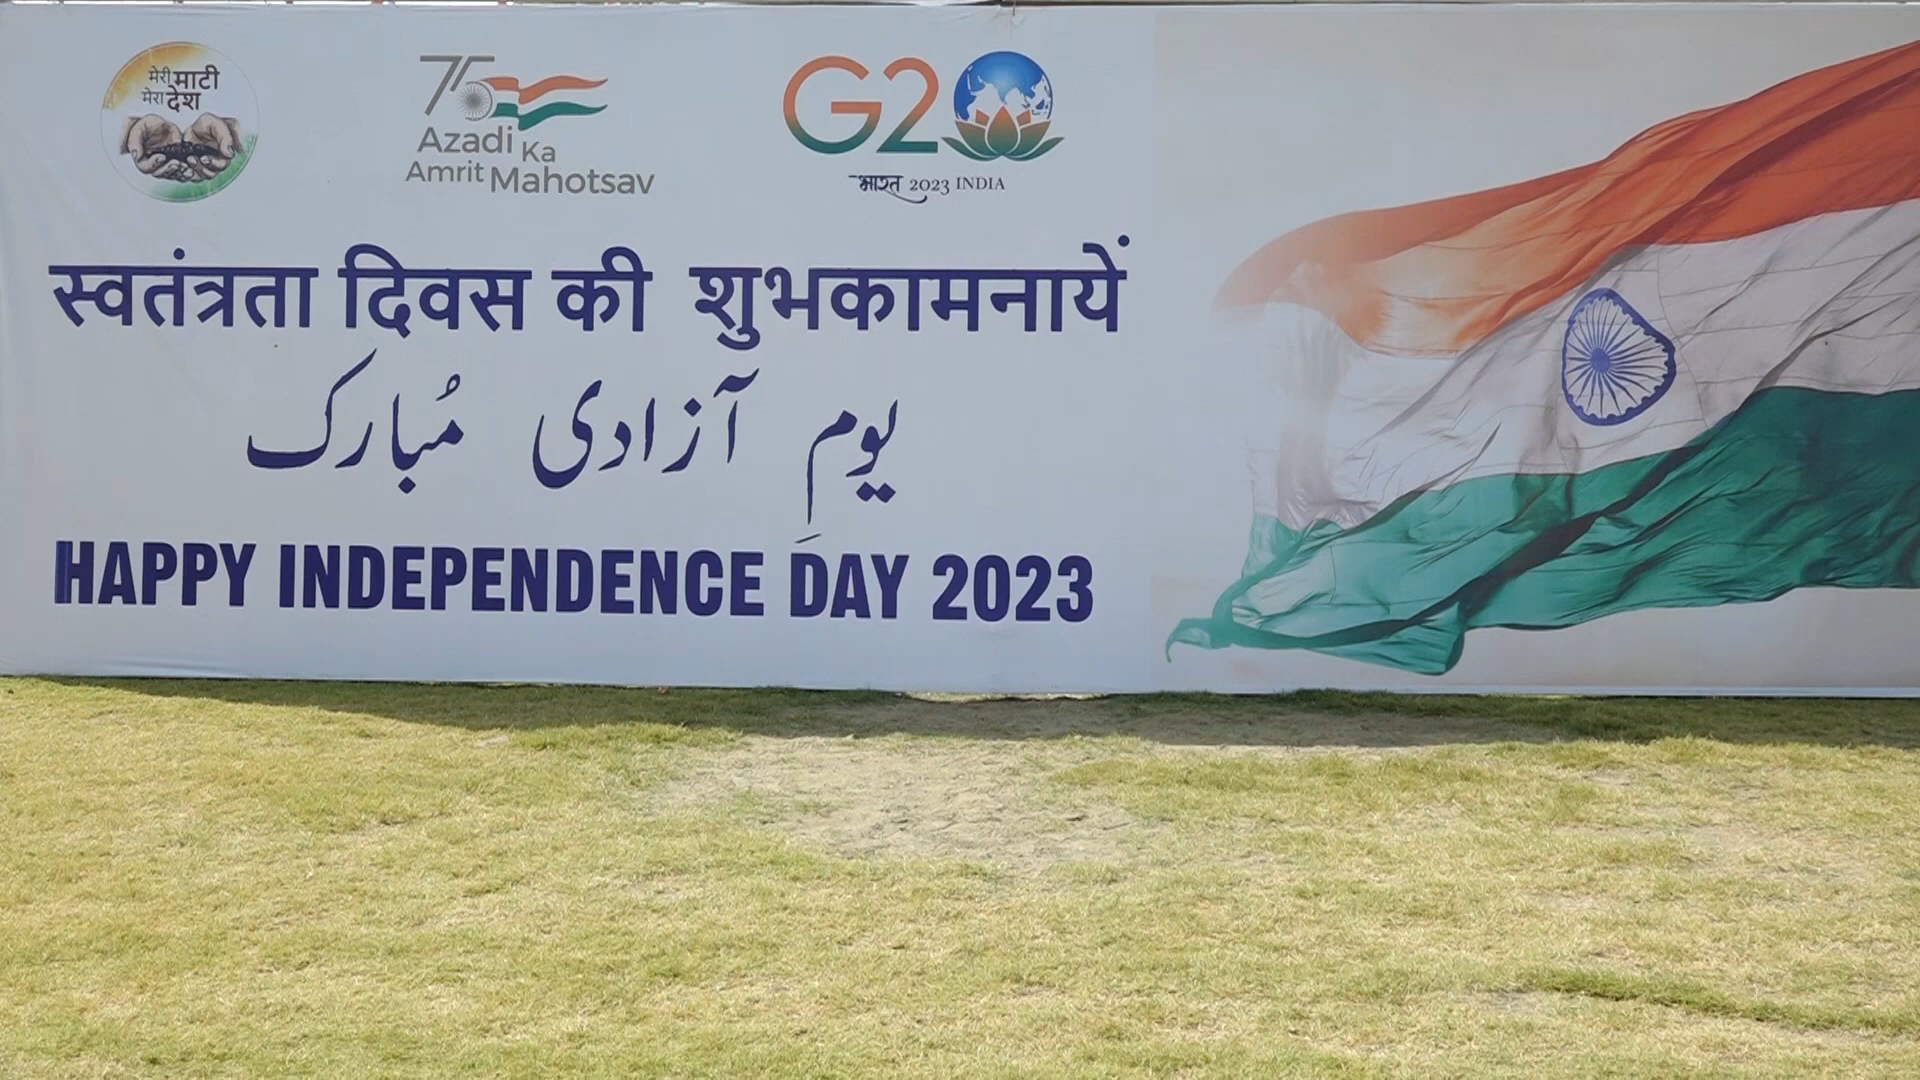 मेरी माटी
मेरा देश
75
Azadi Ka
Amrit Mahotsav
G20
भारत 2023 INDIA
स्वतंत्रता दिवस की शुभकामनायें
یوم آزادی مُبارک
HAPPY INDEPENDENCE DAY 2023